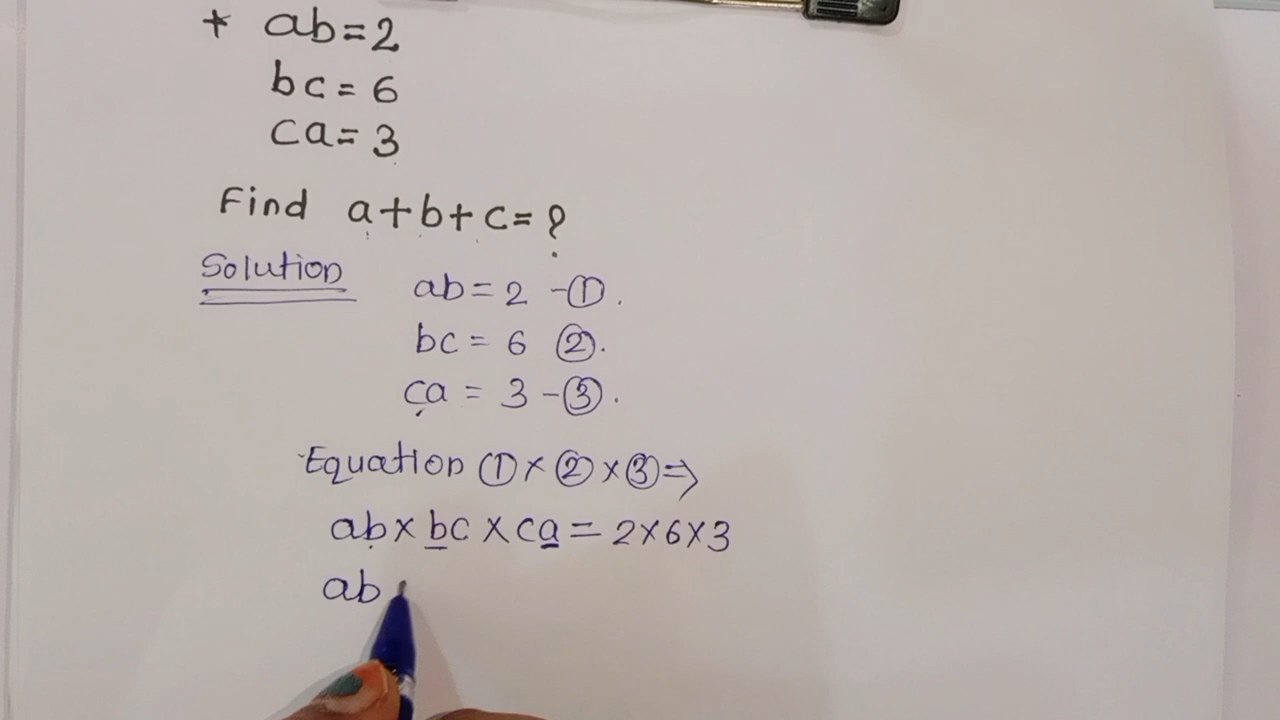 * ab=2
bc=6
ca=3
Find a+b+c=?
Solution
ab=2 -①.
bc=6 ②.
ca=3-③.
Equation ①×②×③⇒
ab×bc×ca=2×6×3
ab